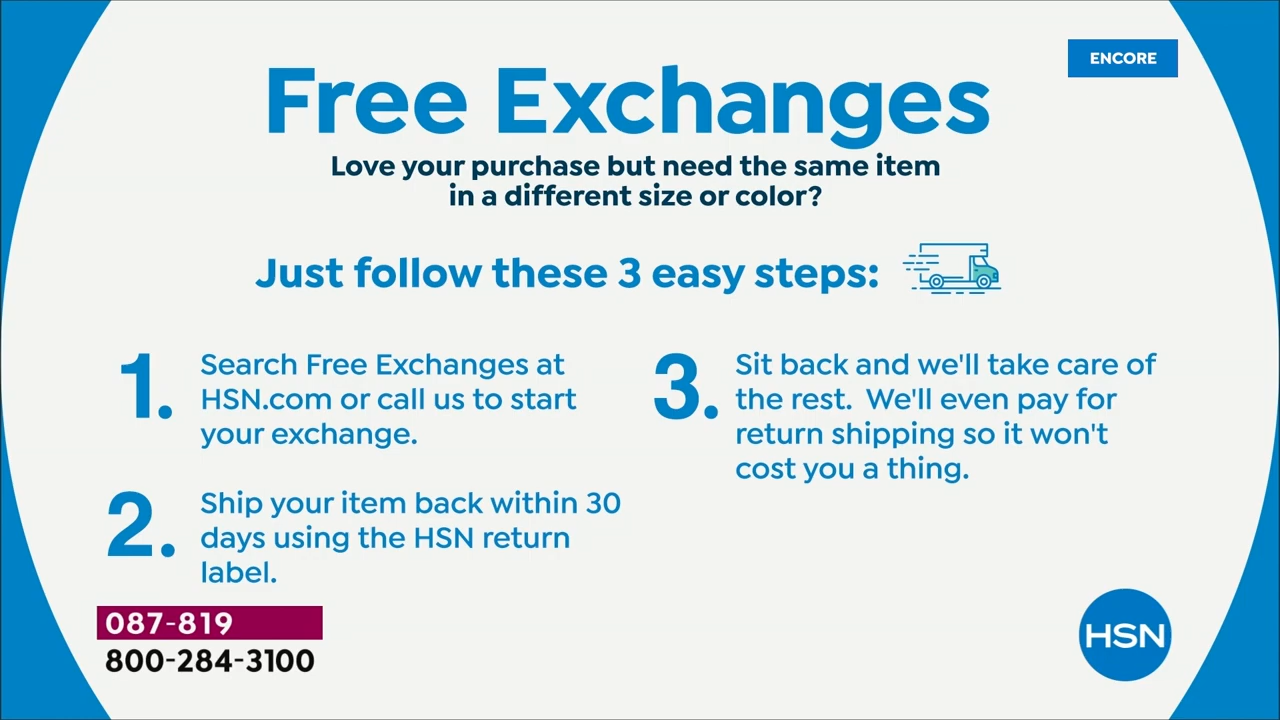 ENCORE
Free Exchanges
Love your purchase but need the same item
in a different size or color?
Just follow these 3 easy steps:
1. Search Free Exchanges at
HSN.com or call us to start
your exchange.
2. Ship your item back within 30
days using the HSN return
label.
3. Sit back and we'll take care of
the rest. We'll even pay for
return shipping so it won't
cost you a thing.
087-819
800-284-3100
HSN